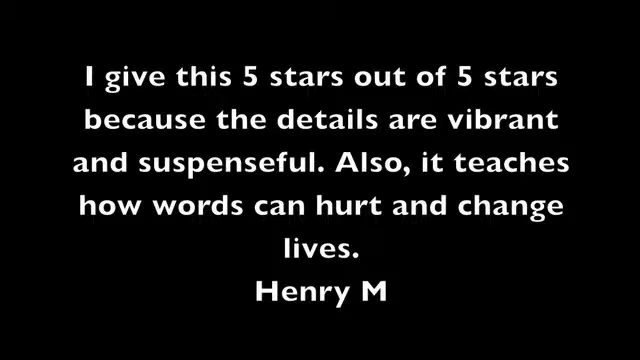 I give this 5 stars out of 5 stars
because the details are vibrant
and suspenseful. Also, it teaches
how words can hurt and change
lives.
Henry M